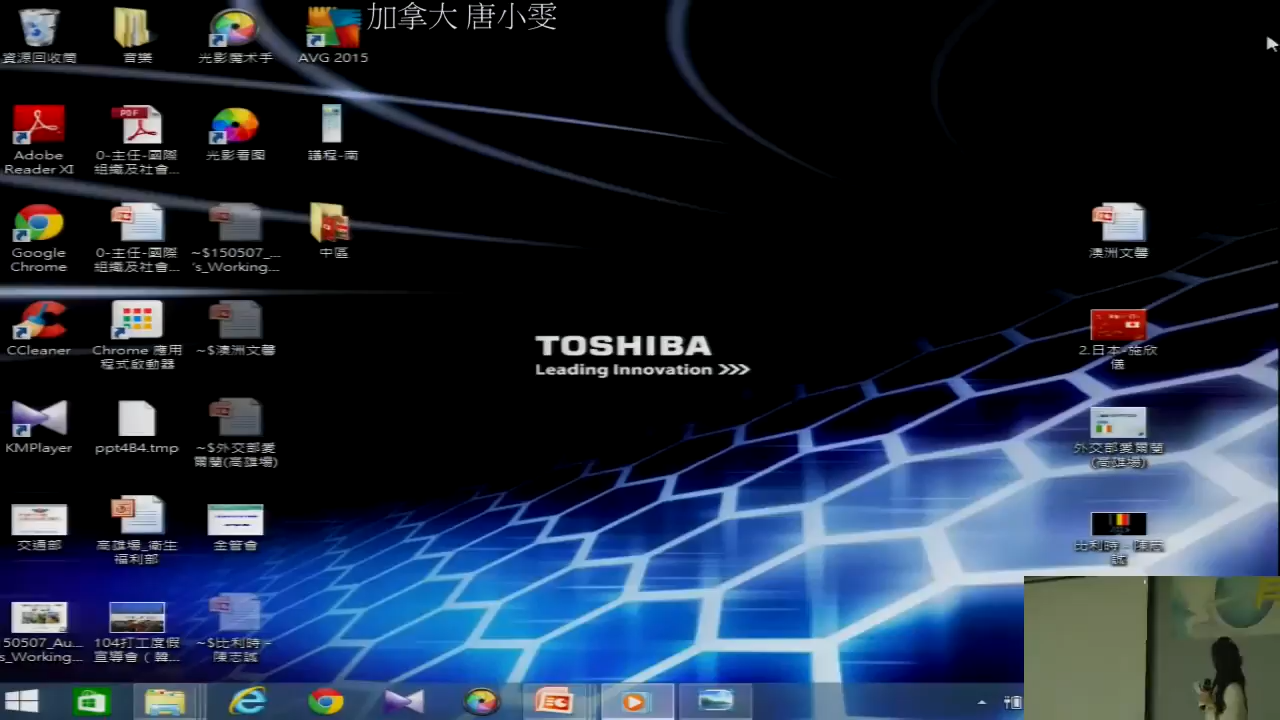 加拿大 唐小雯
資源回收筒
音樂
光影魔术手
AVG 2015
Adobe
Reader XI
0-主任-國際
組織及社會...
光影看图
議程-南
Google
Chrome
0-主任-國際
組織及社會...
~$150507_...
's_Working...
中區
澳洲文馨
CCleaner
Chrome 應用
程式啟動器
~$澳洲文馨
TOSHIBA
Leading Innovation >>>
2.日本-施欣
儀
KMPlayer
ppt4B4.tmp
~$外交部愛
爾蘭(高雄場)
外交部愛爾蘭
(高雄場)
交通部
高雄場_衛生
福利部
金管會
比利時 - 陳志
誠
50507_Au...
s_Working...
104打工度假
宣導會（韓...
~$比利時 -
陳志誠